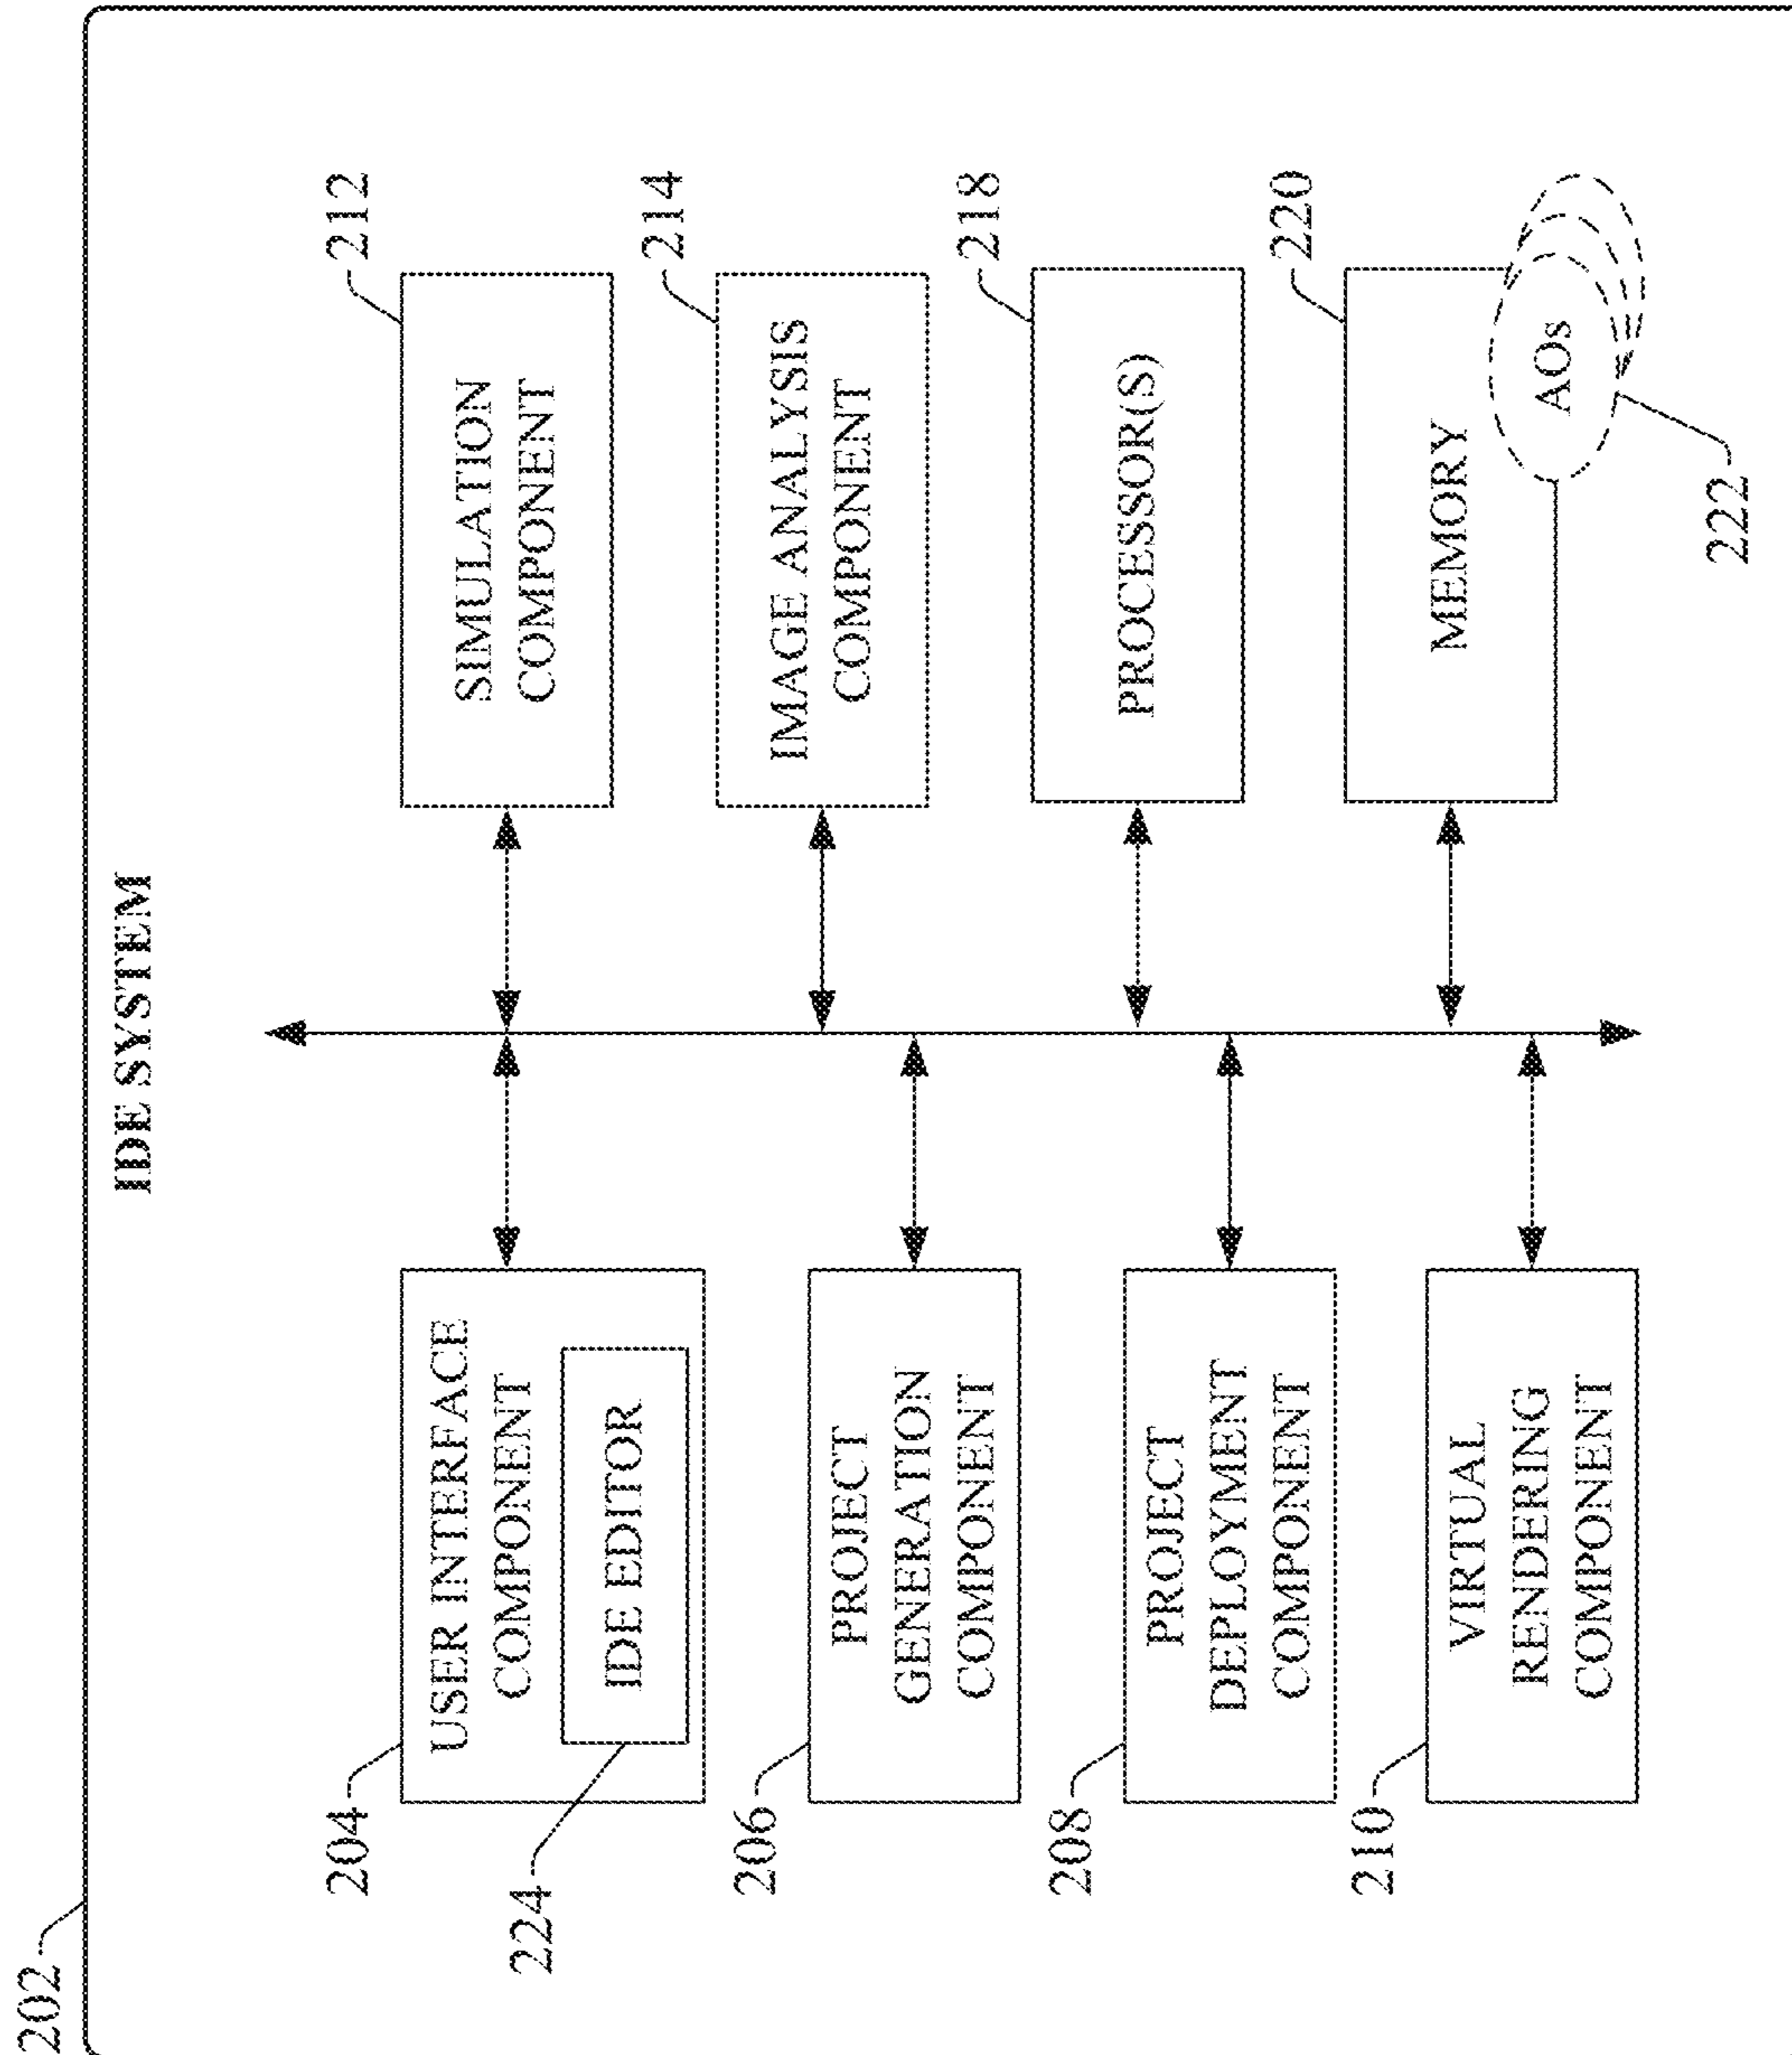 202
IDE SYSTEM
204
USER INTERFACE
COMPONENT
224
IDE EDITOR
206
PROJECT
GENERATION
COMPONENT
208
PROJECT
DEPLOYMENT
COMPONENT
210
VIRTUAL
RENDERING
COMPONENT
212
SIMULATION
COMPONENT
214
IMAGE ANALYSIS
COMPONENT
218
PROCESSOR(S)
220
MEMORY
AOs
222